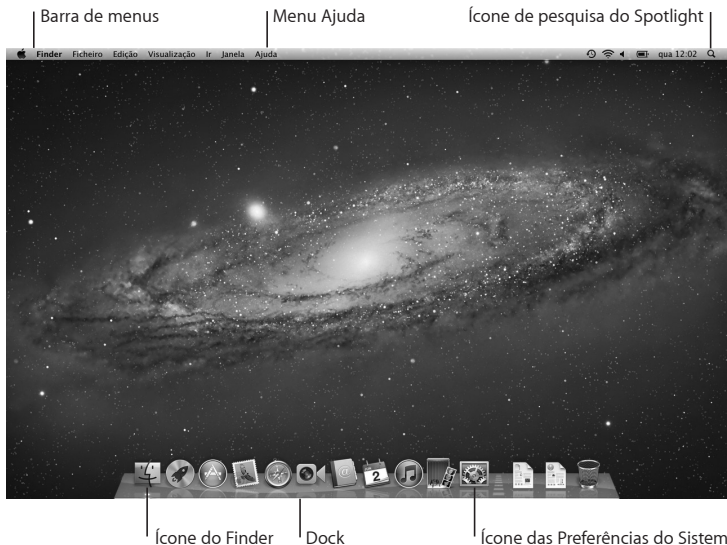 Barra de menus
Menu Ajuda
Ícone de pesquisa do Spotlight
Finder Ficheiro Edição Visualização Ir Janela Ajuda
qua 12:02
2
Ícone do Finder
Dock
Ícone das Preferências do Sistem